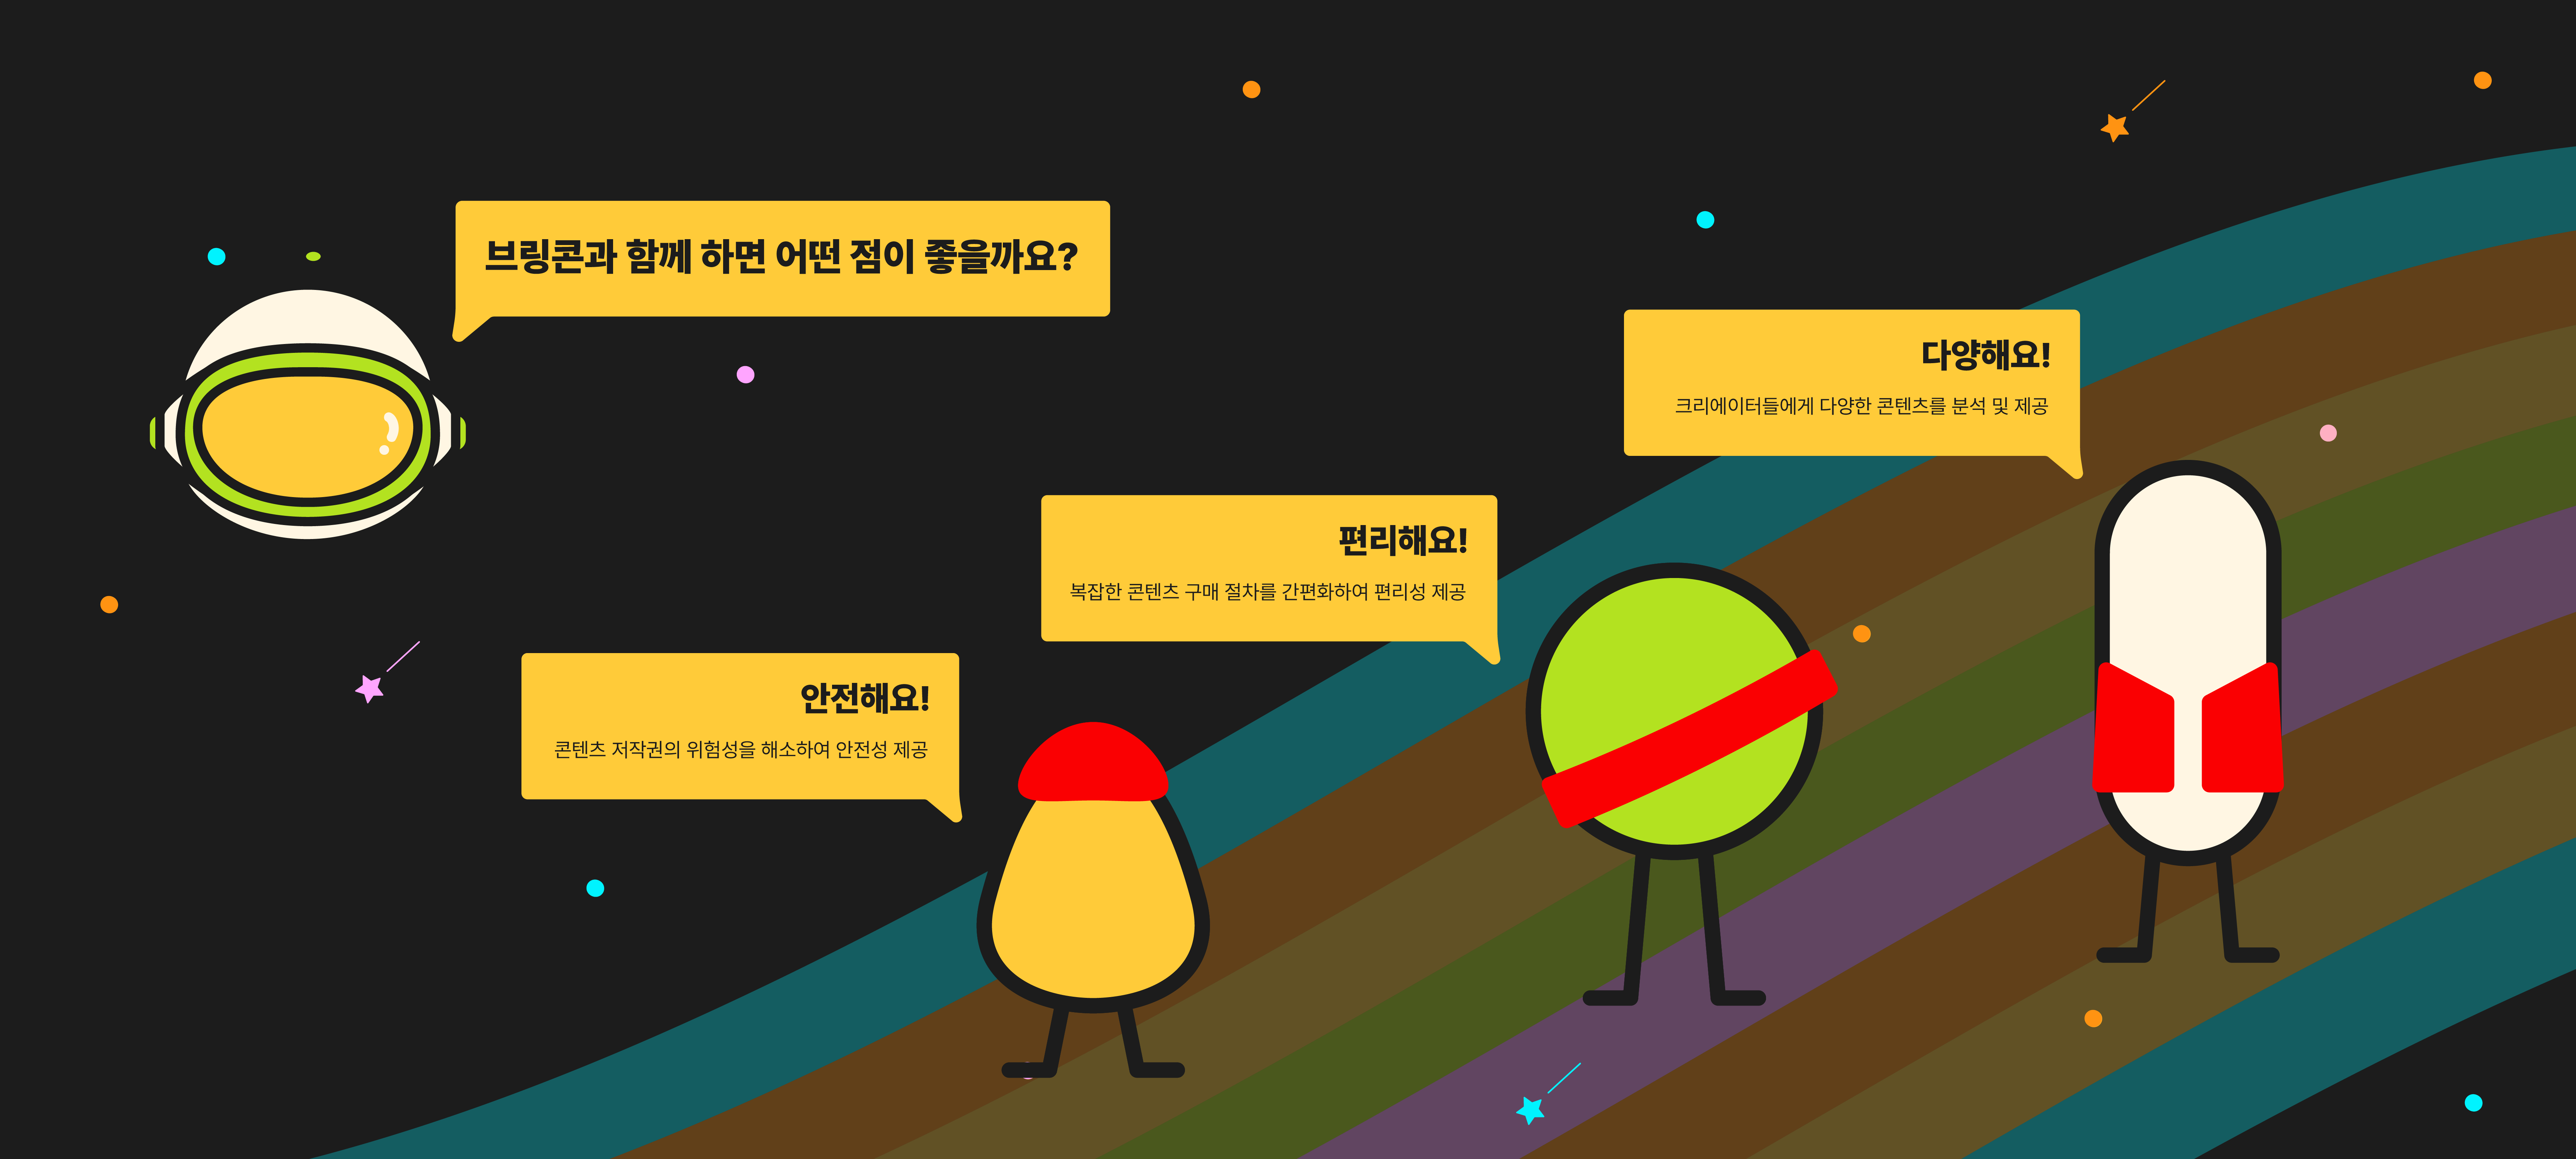 브링콘과 함께 하면 어떤 점이 좋을까요?
다양해요!
크리에이터들에게 다양한 콘텐츠를 분석 및 제공
편리해요!
복잡한 콘텐츠 구매 절차를 간편화하여 편리성 제공
안전해요!
콘텐츠 저작권의 위험성을 해소하여 안전성 제공